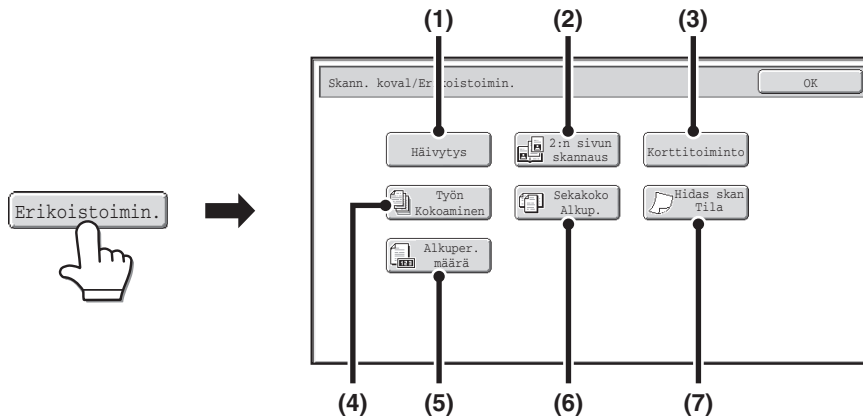 (1)
(2)
(3)
Skann. koval/Erikoistoimin.
OK
Häivytys
2:n sivun
skannaus
Korttitoiminto
Erikoistoimin.
Työn
Kokoaminen
Sekakoko
Alkup.
Hidas skan
Tila
Alkuper.
määrä
(4)
(5)
(6)
(7)